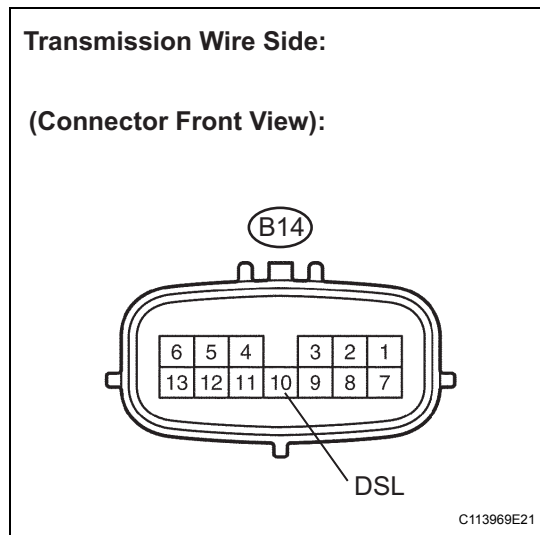 Transmission Wire Side:
(Connector Front View):
B14
6 5 4 3 2 1
13 12 11 10 9 8 7
DSL
C113969E21